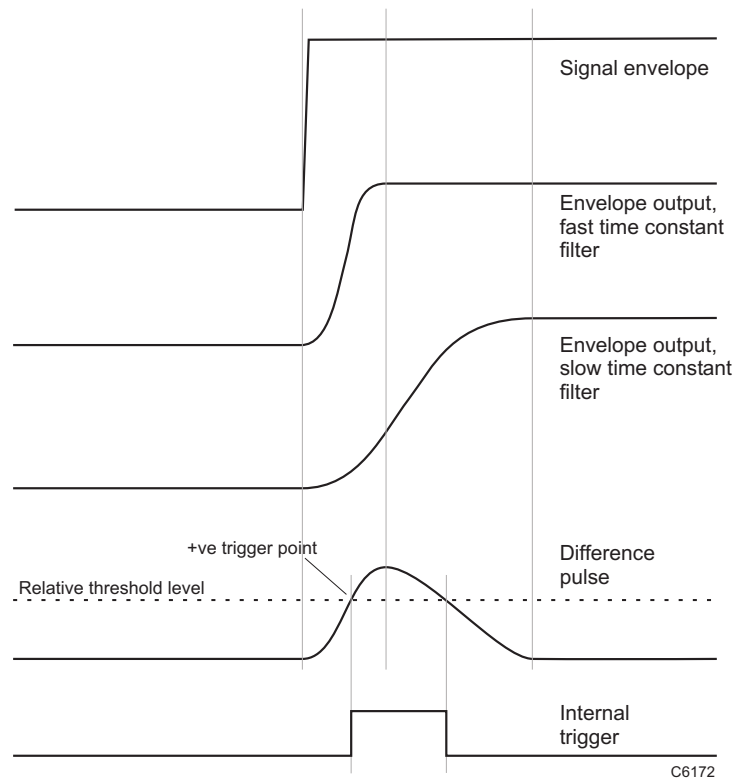 Signal envelope
Envelope output,
fast time constant
filter
Envelope output,
slow time constant
filter
+ve trigger point
Difference
pulse
Relative threshold level
Internal
trigger
C6172